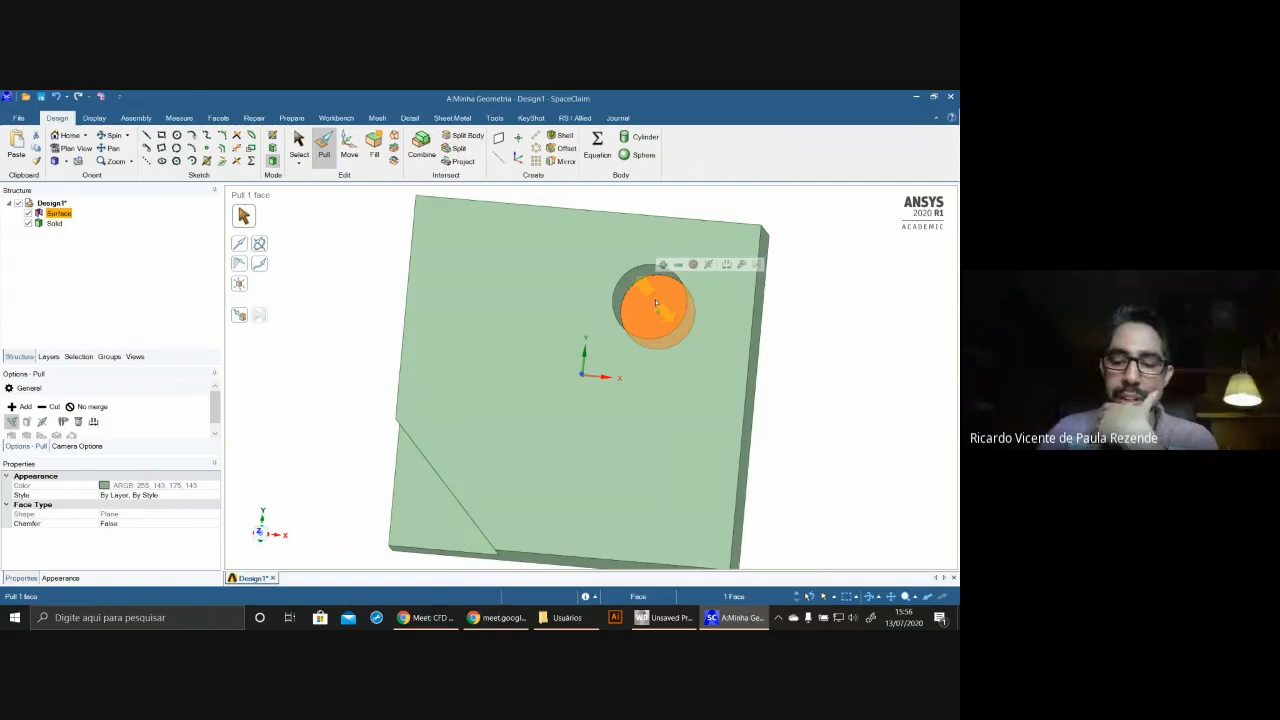 A:Minha Geometria - Design1 - SpaceClaim
File Design Display Assembly Measure Facets Repair Prepare Workbench Mesh Detail Sheet Metal Tools KeyShot RS / Allied Journal
Home Spin
Plan View Pan
Zoom
Paste
Select Pull Move Fill
Combine
Split Body
Split
Project
Shell
Offset
Mirror
Equation
Cylinder
Sphere
Clipboard Orient Sketch Mode Edit Intersect Create Body
Structure
Design1*
Surface
Solid
Structure Layers Selection Groups Views
Options - Pull
General
Add Cut No merge
Options - Pull Camera Options
Properties
Appearance
Color ARGB: 255, 143, 175, 143
Style By Layer, By Style
Face Type
Shape Plane
Chamfer False
Properties Appearance
Pull 1 face
ANSYS
2020 R1
ACADEMIC
Y
X
Y
Z
X
Design1*
Pull 1 face
Face
1 Face
Digite aqui para pesquisar
Meet: CFD ...
meet.googl...
Usuários
Ai
Unsaved Pr...
SC A:Minha Ge...
15:56
13/07/2020
Ricardo Vicente de Paula Rezende